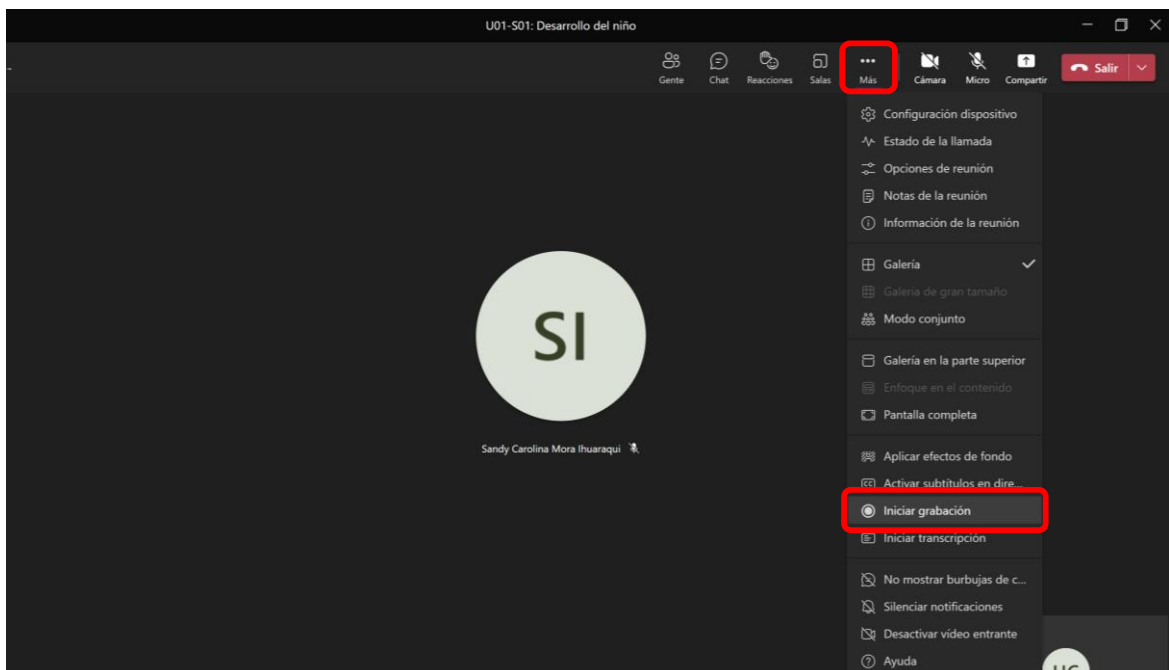 U01-S01: Desarrollo del niño
Gente Chat Reacciones Salas Más Cámara Micro Compartir Salir
Configuración dispositivo
Estado de la llamada
Opciones de reunión
Notas de la reunión
Información de la reunión
Galería
Galería de gran tamaño
Modo conjunto
Galería en la parte superior
Enfoque en el contenido
Pantalla completa
Aplicar efectos de fondo
Activar subtítulos en dire...
Iniciar grabación
Iniciar transcripción
No mostrar burbujas de c...
Silenciar notificaciones
Desactivar vídeo entrante
Ayuda
SI
Sandy Carolina Mora Ihuaraqui